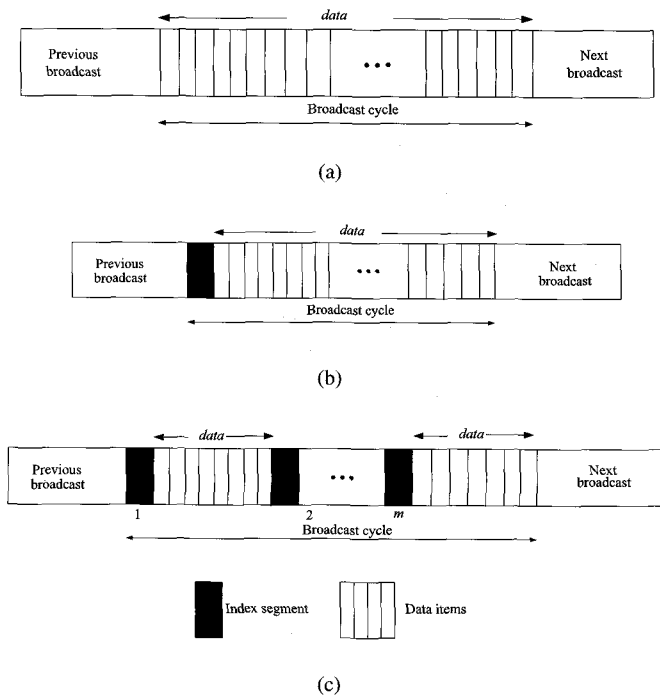 data
Previous
broadcast
•••
Next
broadcast
Broadcast cycle
(a)
data
Previous
broadcast
•••
Next
broadcast
Broadcast cycle
(b)
data
data
Previous
broadcast
•••
Next
broadcast
1
2
m
Broadcast cycle
Index segment
Data items
(c)